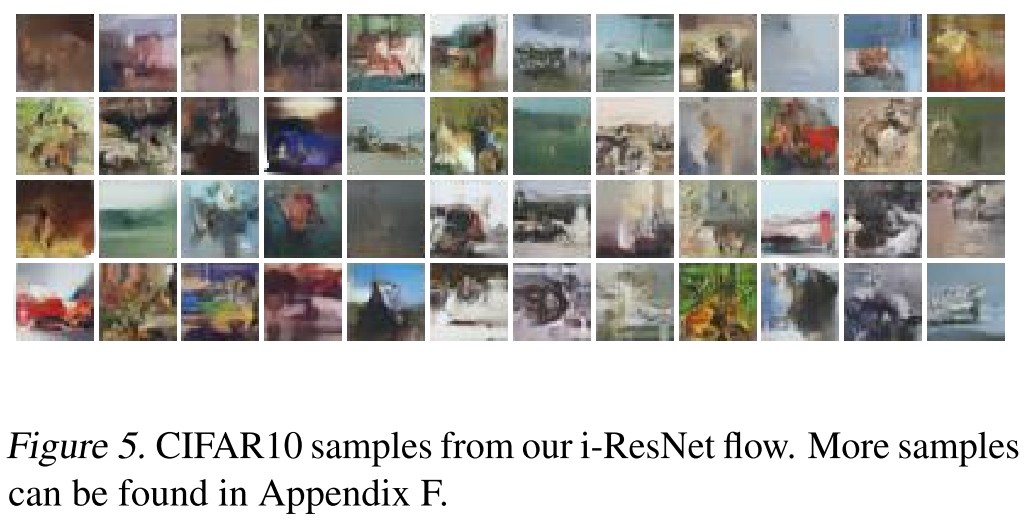 Figure 5. CIFAR10 samples from our i-ResNet flow. More samples
can be found in Appendix F.